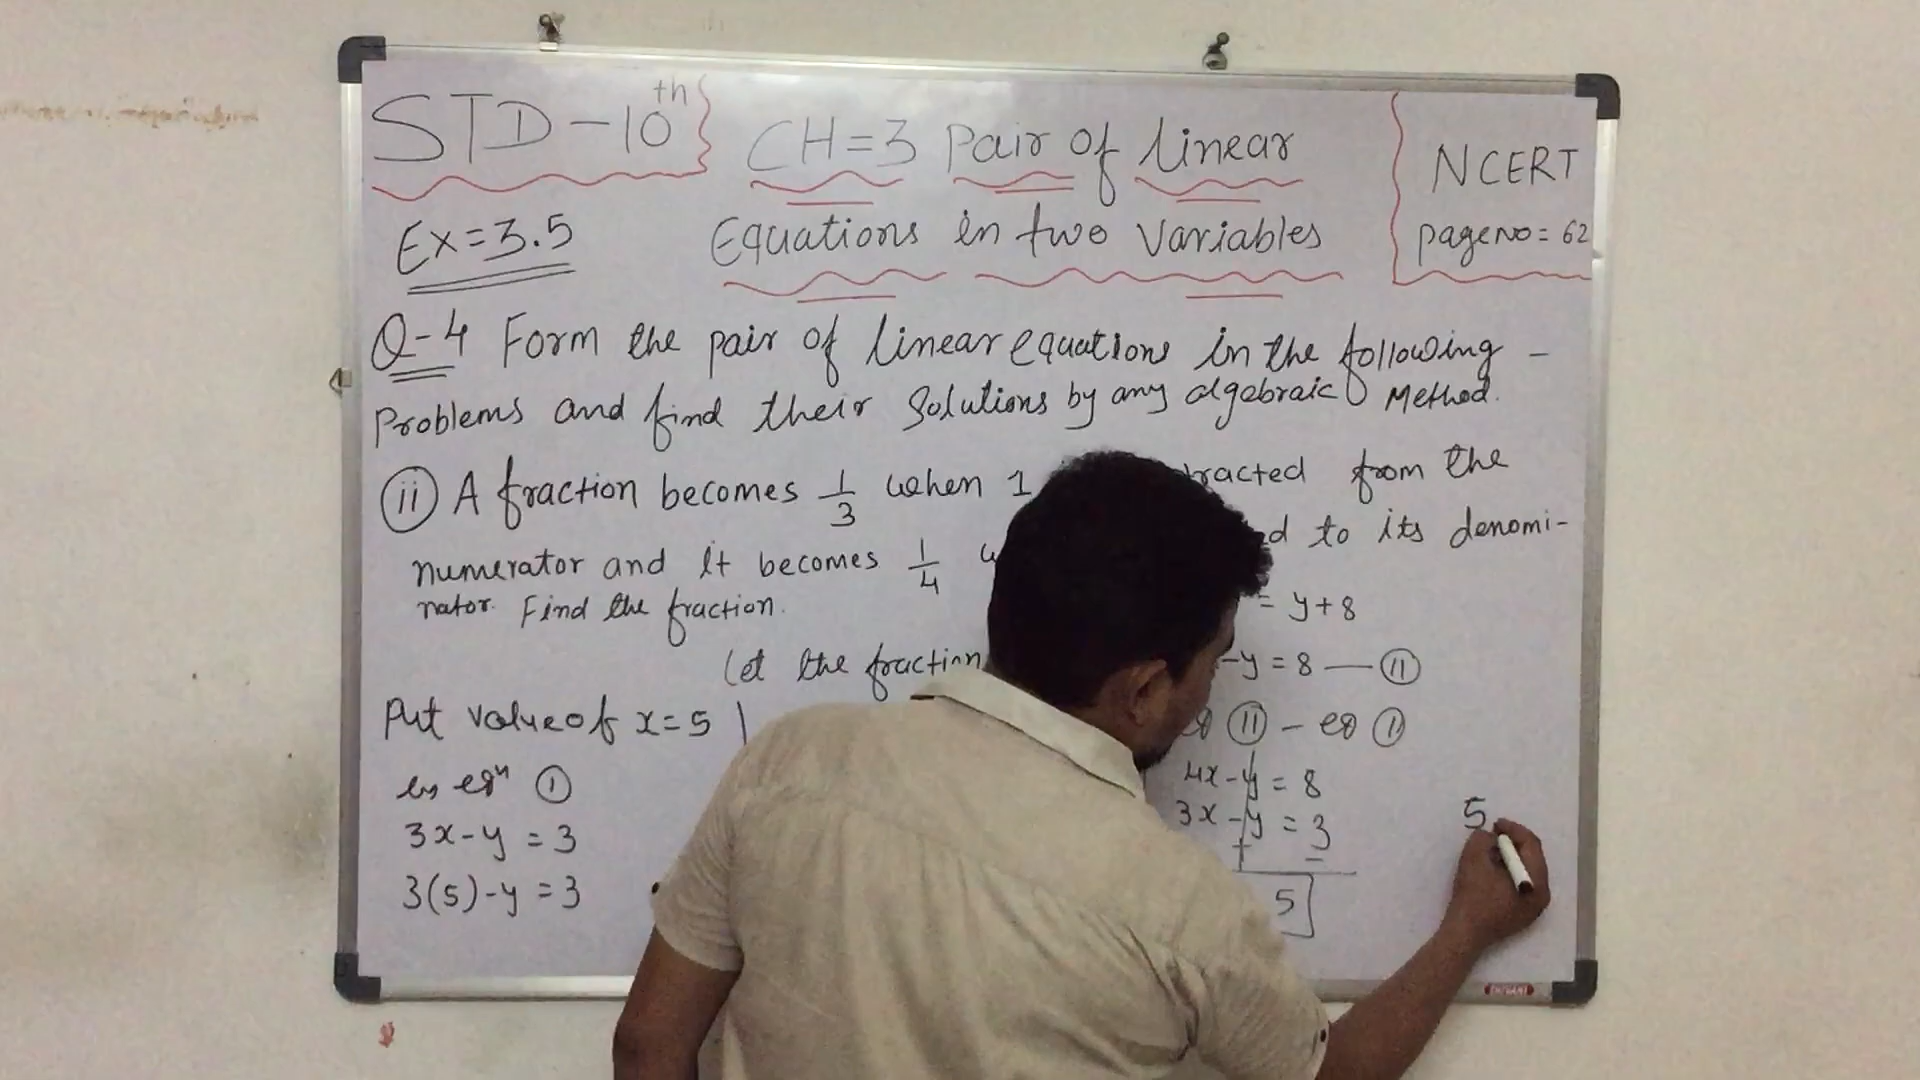 STD-10th
CH=3 Pair of Linear
NCERT
Ex=3.5
Equations in two variables
page no = 62
Q-4 Form the pair of linear equations in the following -
Problems and find their Solutions by any algebraic Method.
(ii) A fraction becomes 1/3 when 1 from the
numerator and it becomes 1/4 to its denomi-
nator. Find the fraction.
= y+8
Let the fraction
-y = 8 — (II)
Put value of x=5
(II) - eq (I)
in eqn (I)
4x-y = 8
3x-y = 3
3x-y = 3
+ -
5
3(5)-y = 3
5